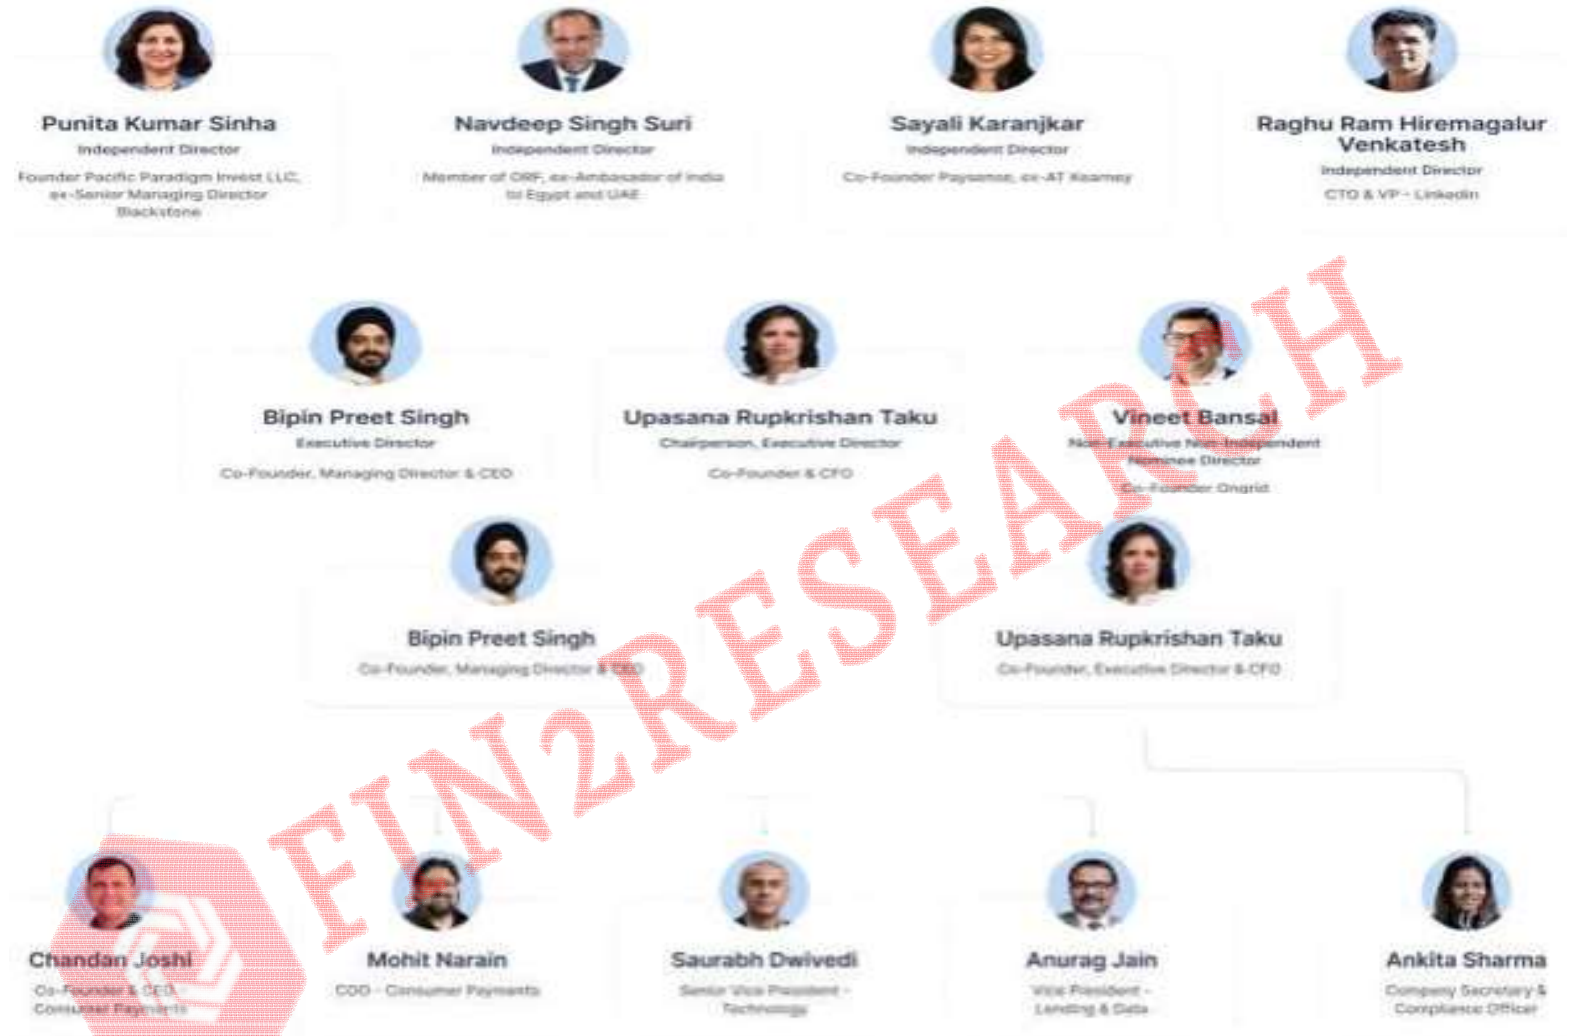 Punita Kumar Sinha
Independent Director
Founder Pacific Paradigm Invest LLC,
ex-Senior Managing Director
Blackstone
Navdeep Singh Suri
Independent Director
Member of ORF, ex-Ambassador of India
to Egypt and UAE
Sayali Karanjkar
Independent Director
Co-Founder Paysense, ex-AT Kearney
Raghu Ram Hiremagalur
Venkatesh
Independent Director
CTO & VP - Linkedin
Bipin Preet Singh
Executive Director
Co-Founder, Managing Director & CEO
Upasana Rupkrishan Taku
Chairperson, Executive Director
Co-Founder & CFO
Vineet Bansal
Non-Executive Non-Independent
Nominee Director
Co-Founder Ongrid
Bipin Preet Singh
Co-Founder, Managing Director & CEO
Upasana Rupkrishan Taku
Co-Founder, Executive Director & CFO
Chandan Joshi
Co-Founder & CEO -
Consumer Payments
Mohit Narain
COO - Consumer Payments
Saurabh Dwivedi
Senior Vice President -
Technology
Anurag Jain
Vice President -
Lending & Data
Ankita Sharma
Company Secretary &
Compliance Officer
FIN2RESEARCH